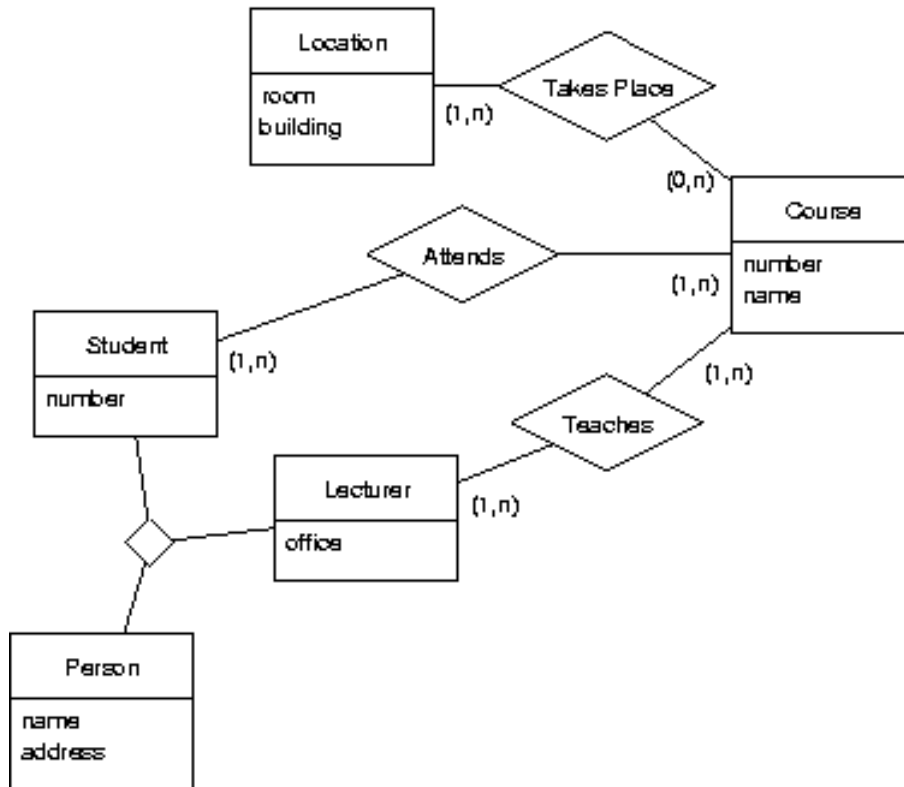 Location
room
building
Takes Place
(1,n)
(0,n)
Course
number
name
Attends
(1,n)
Student
number
(1,n)
(1,n)
Teaches
Lecturer
office
(1,n)
Person
name
address